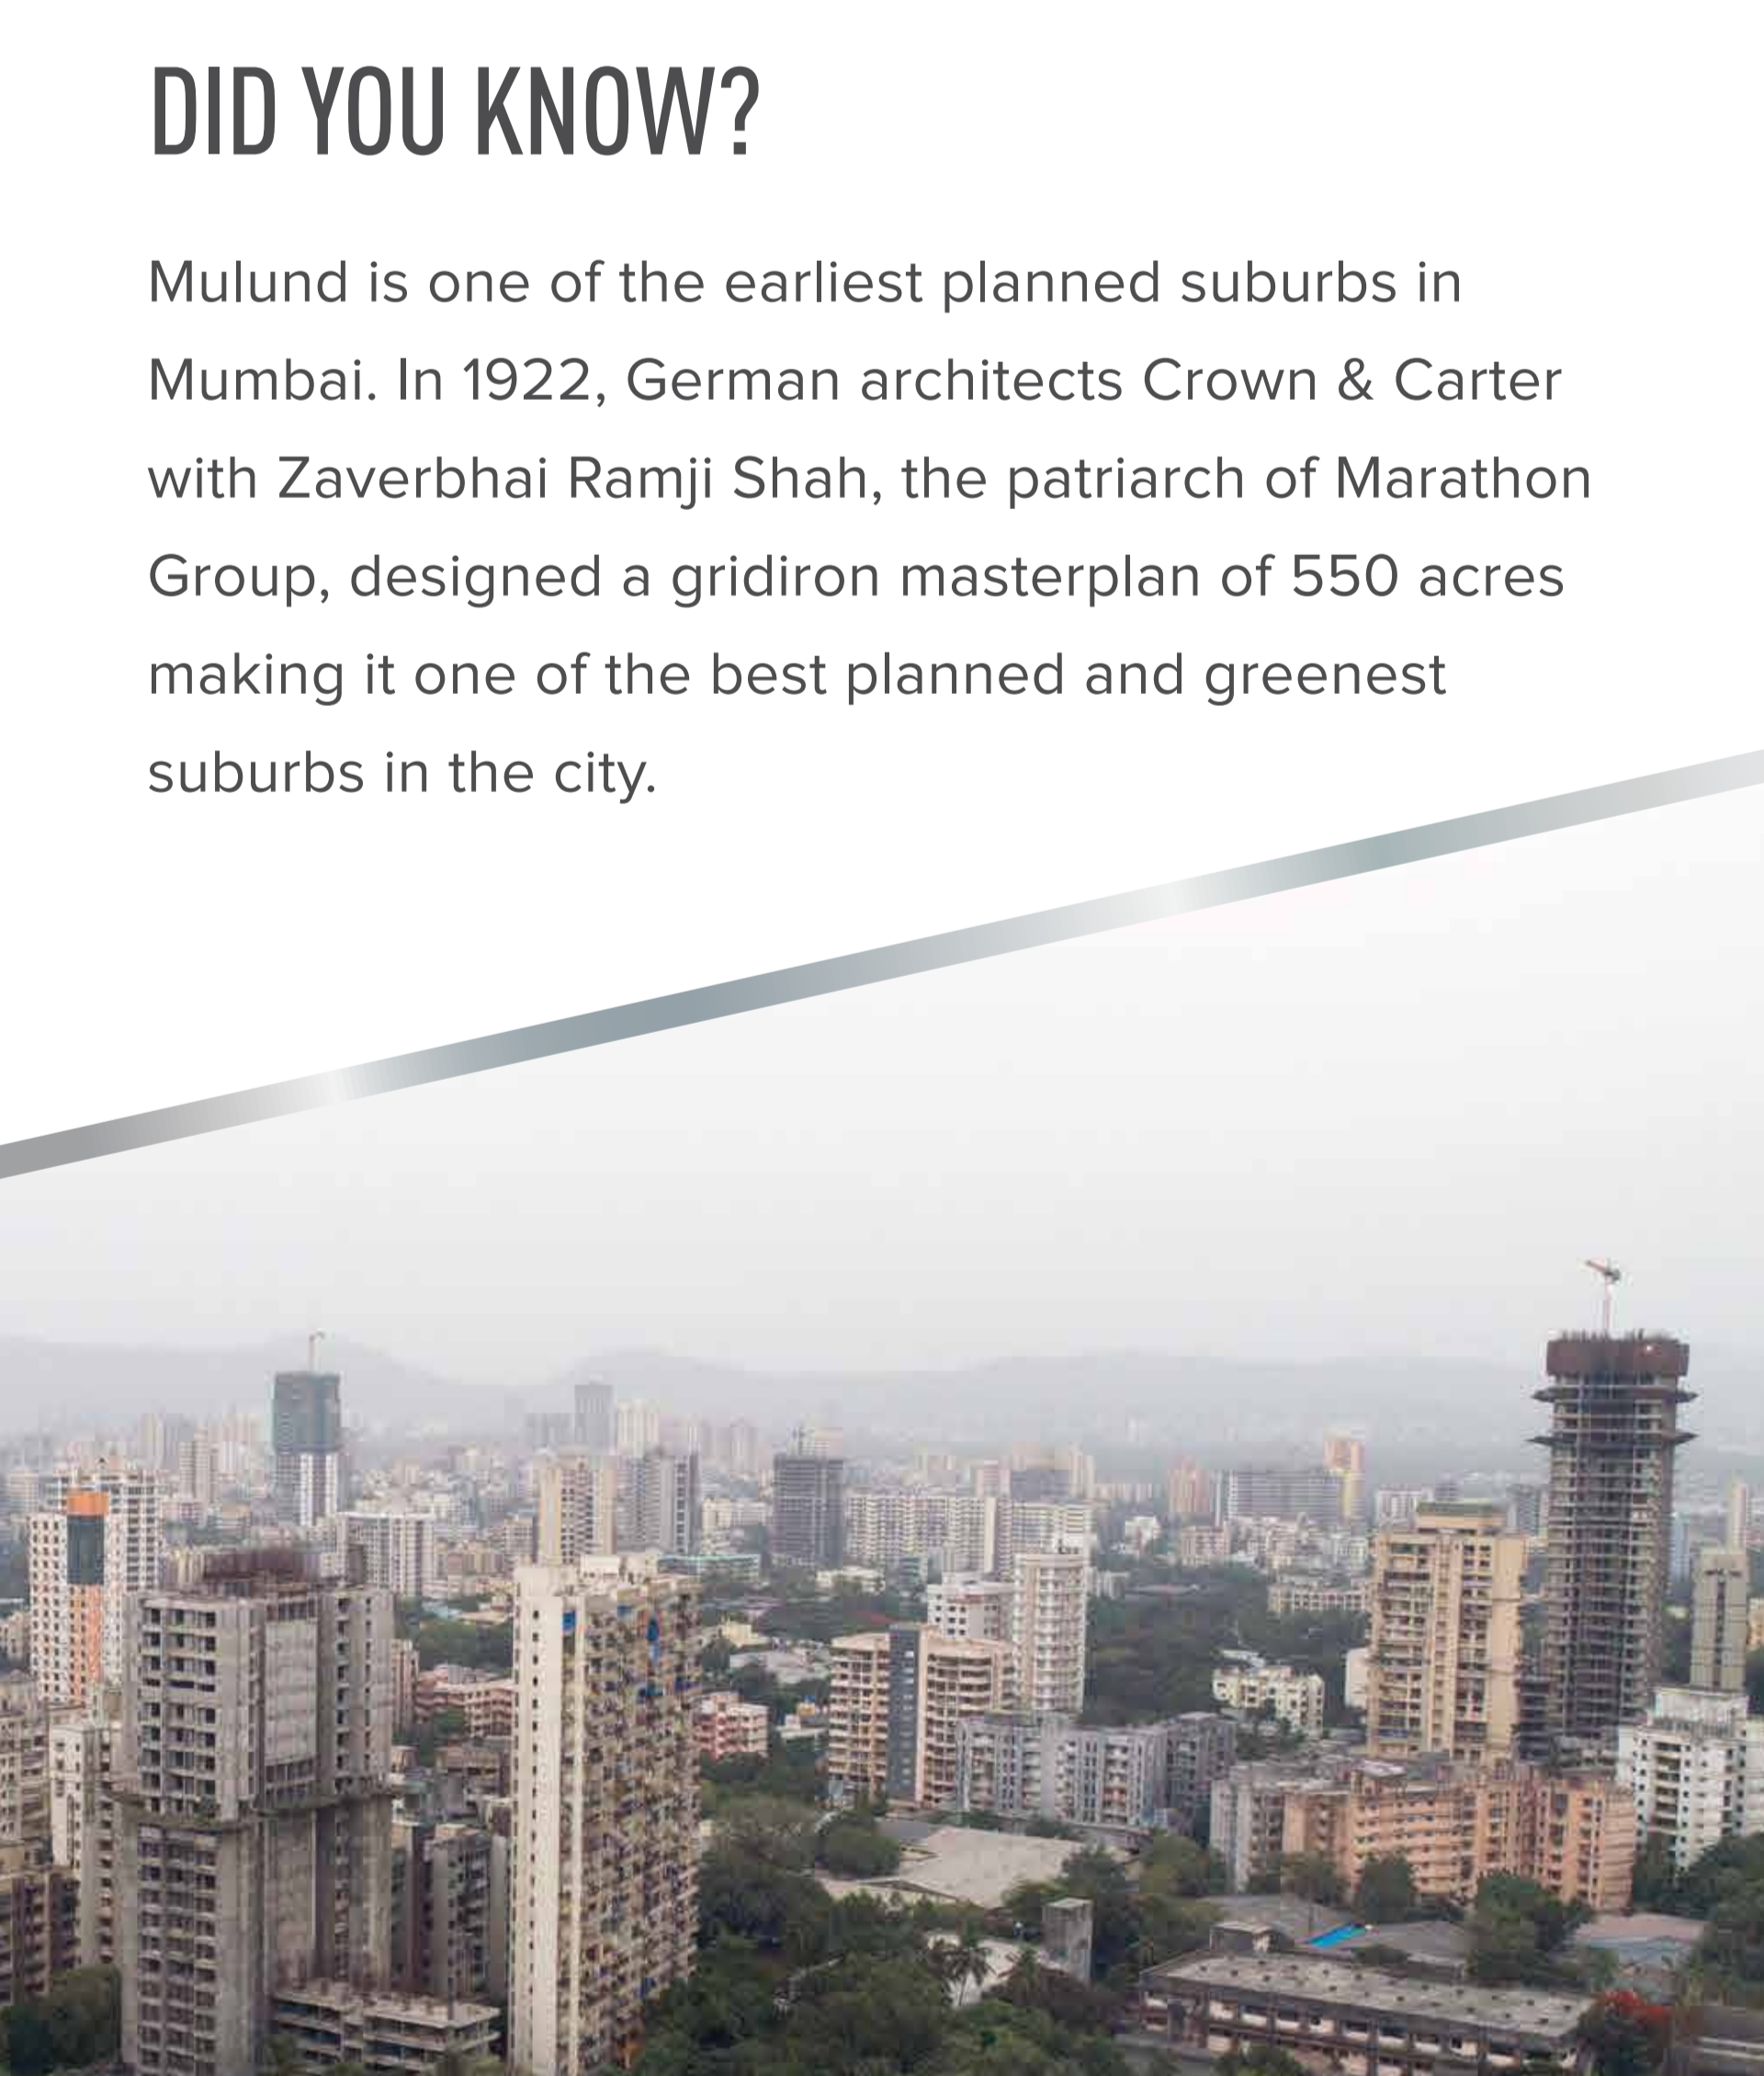 DID YOU KNOW?
Mulund is one of the earliest planned suburbs in
Mumbai. In 1922, German architects Crown & Carter
with Zaverbhai Ramji Shah, the patriarch of Marathon
Group, designed a gridiron masterplan of 550 acres
making it one of the best planned and greenest
suburbs in the city.